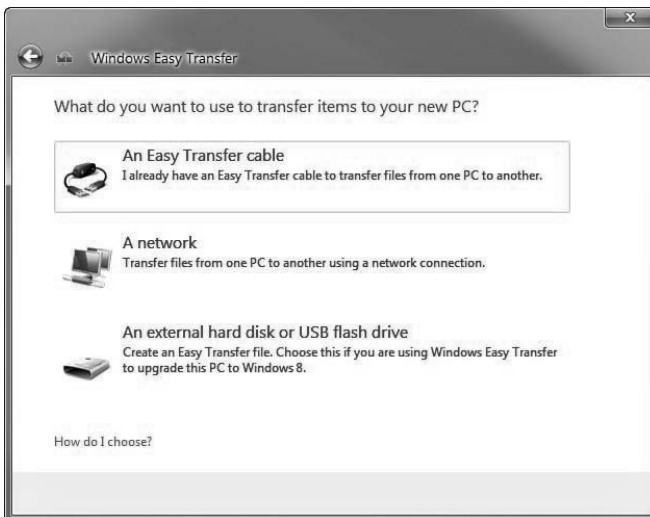 Windows Easy Transfer
What do you want to use to transfer items to your new PC?
An Easy Transfer cable
I already have an Easy Transfer cable to transfer files from one PC to another.
A network
Transfer files from one PC to another using a network connection.
An external hard disk or USB flash drive
Create an Easy Transfer file. Choose this if you are using Windows Easy Transfer
to upgrade this PC to Windows 8.
How do I choose?